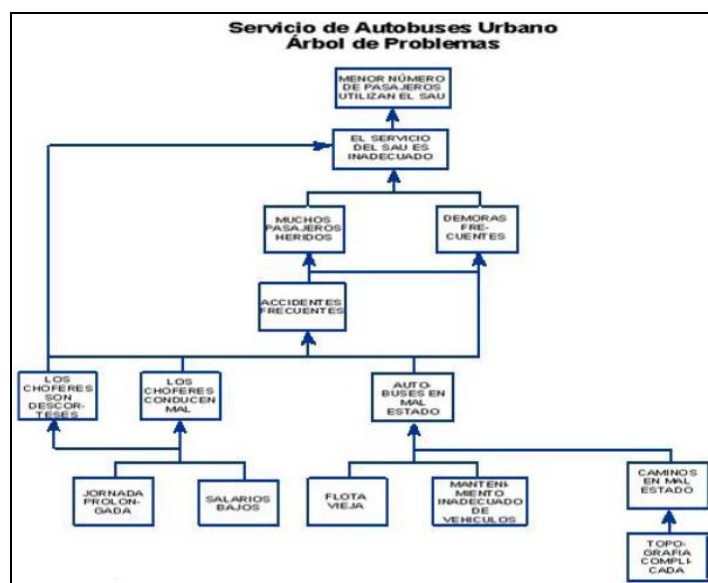 Servicio de Autobuses Urbano
Árbol de Problemas
MENOR NÚMERO
DE PASAJEROS
UTILIZAN EL SAU
EL SERVICIO
DEL SAU ES
INADECUADO
MUCHOS
PASAJEROS
HERIDOS
DEMORAS
FRE-
CUENTES
ACCIDENTES
FRECUENTES
LOS
CHOFERES
SON
DESCOR-
TESES
LOS
CHOFERES
CONDUCEN
MAL
AUTO-
BUSES EN
MAL
ESTADO
JORNADA
PROLON-
GADA
SALARIOS
BAJOS
FLOTA
VIEJA
MANTENI-
MIENTO
INADECUADO
DE
VEHICULOS
CAMINOS
EN MAL
ESTADO
TOPO-
GRAFIA
COMPLI-
CADA